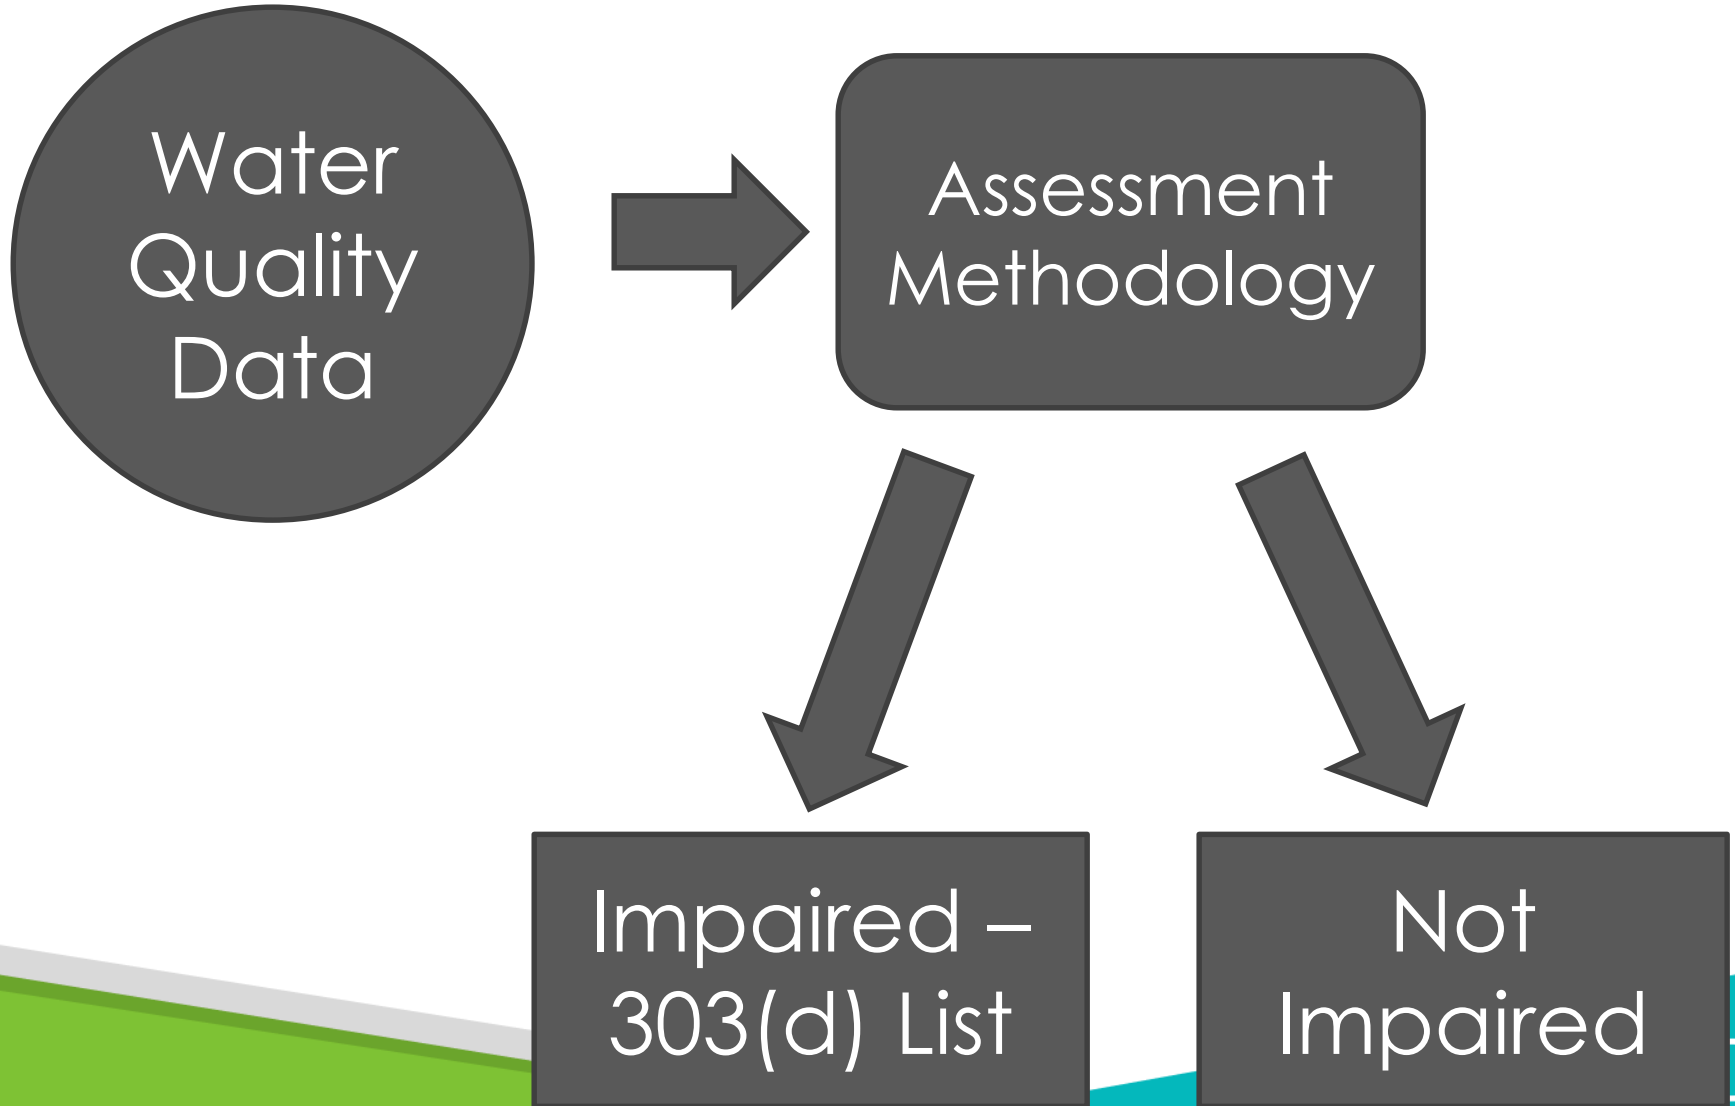 Water
Quality
Data
Assessment
Methodology
Impaired –
303(d) List
Not
Impaired